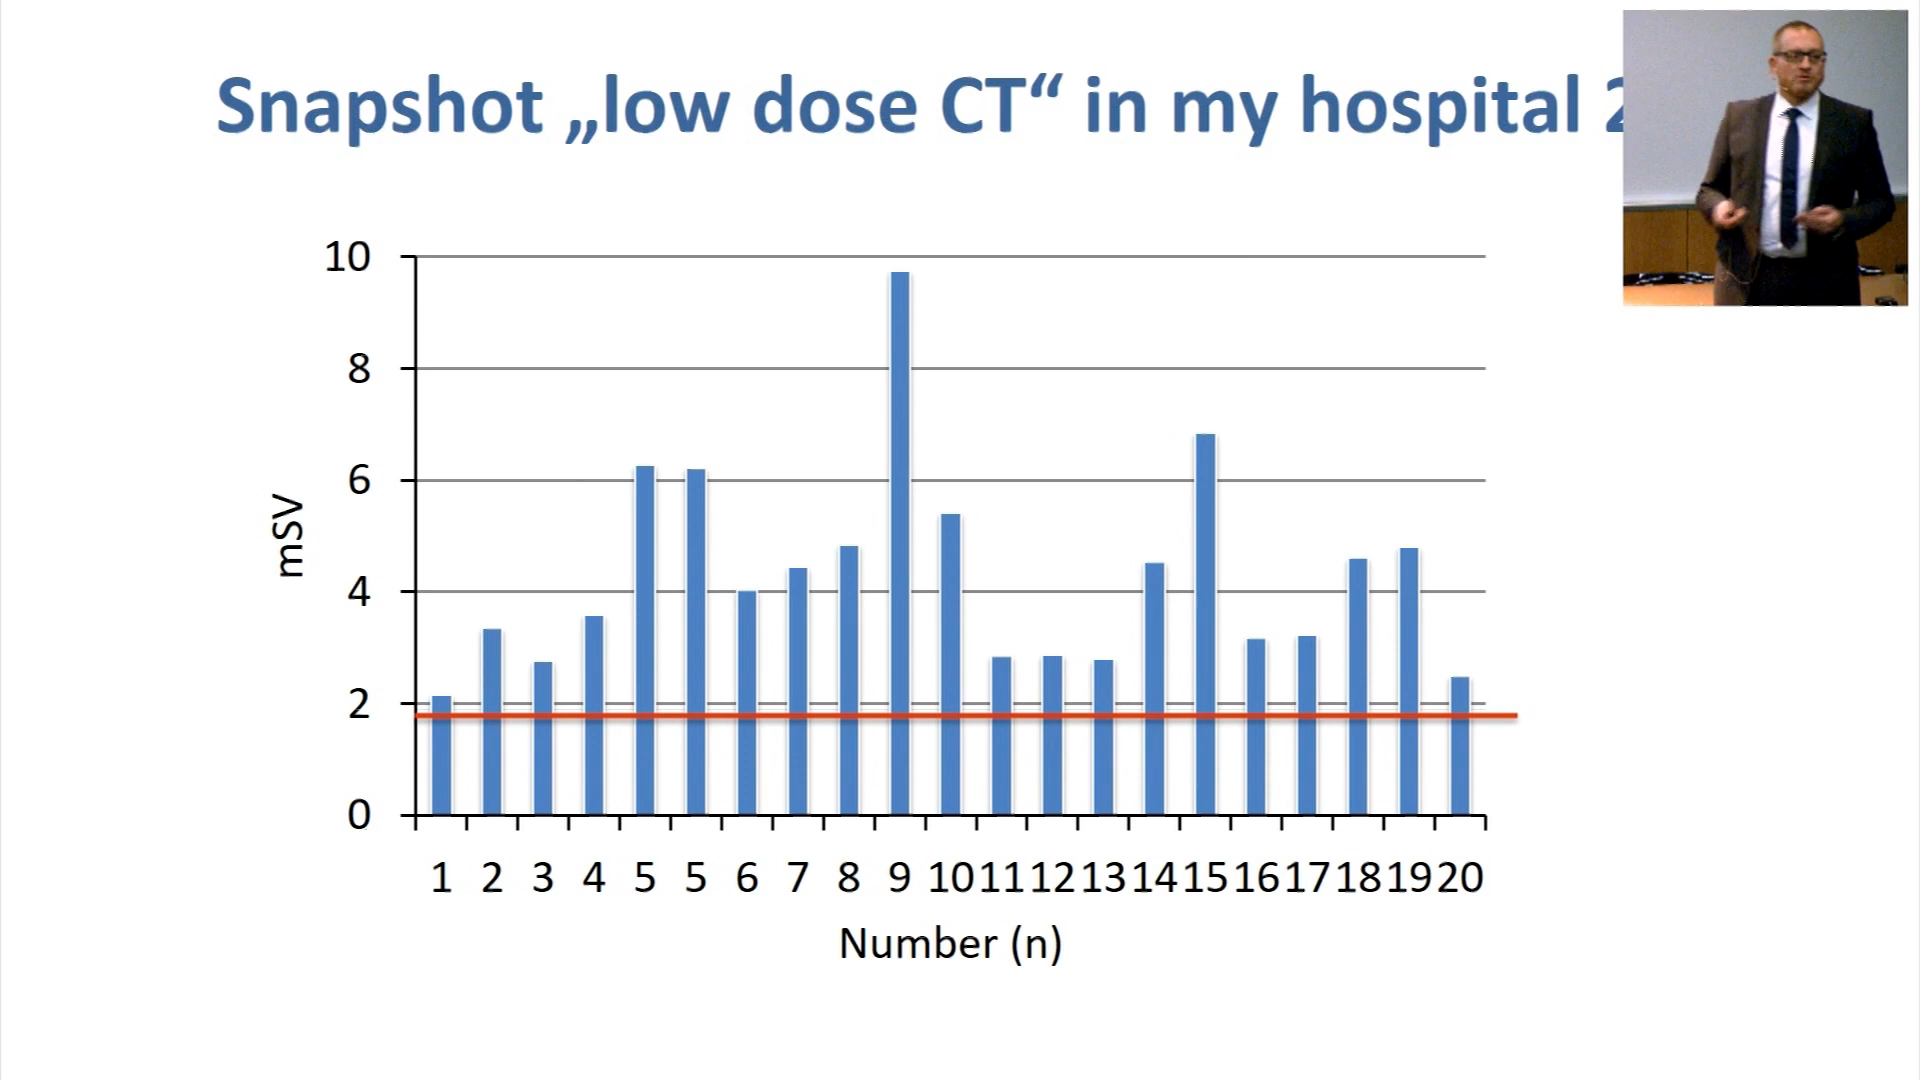 Snapshot „low dose CT“ in my hospital
10
8
6
4
2
0
mSV
1 2 3 4 5 5 6 7 8 9 10 11 12 13 14 15 16 17 18 19 20
Number (n)